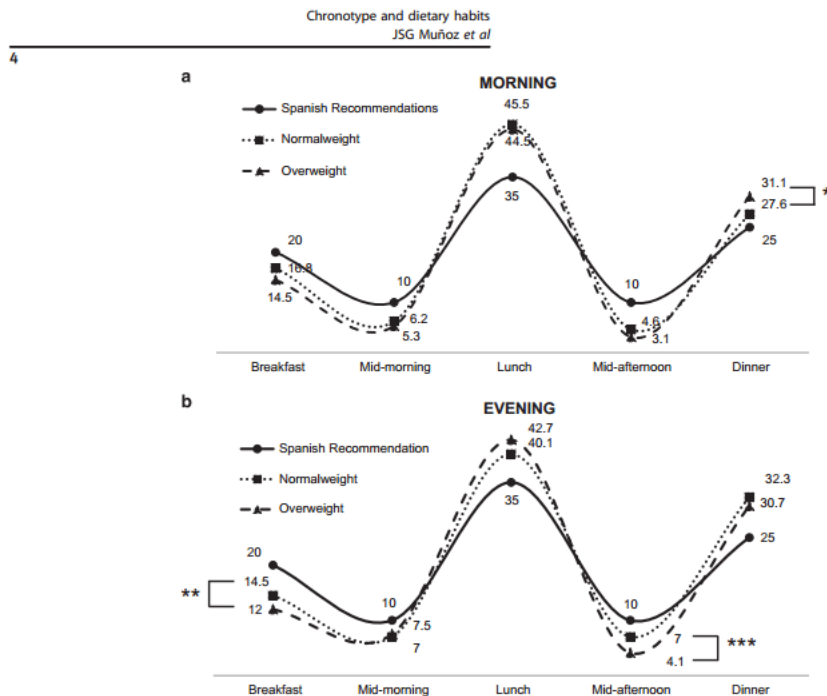 Chronotype and dietary habits
JSG Muñoz et al
4
a
MORNING
Spanish Recommendations
Normalweight
Overweight
45.5
44.5
35
31.1
*
27.6
25
20
16.8
14.5
10
6.2
5.3
10
4.6
3.1
Breakfast Mid-morning Lunch Mid-afternoon Dinner
b
EVENING
Spanish Recommendation
Normalweight
Overweight
42.7
40.1
35
32.3
30.7
25
20
14.5
**
12
10
7.5
7
10
7
***
4.1
Breakfast Mid-morning Lunch Mid-afternoon Dinner